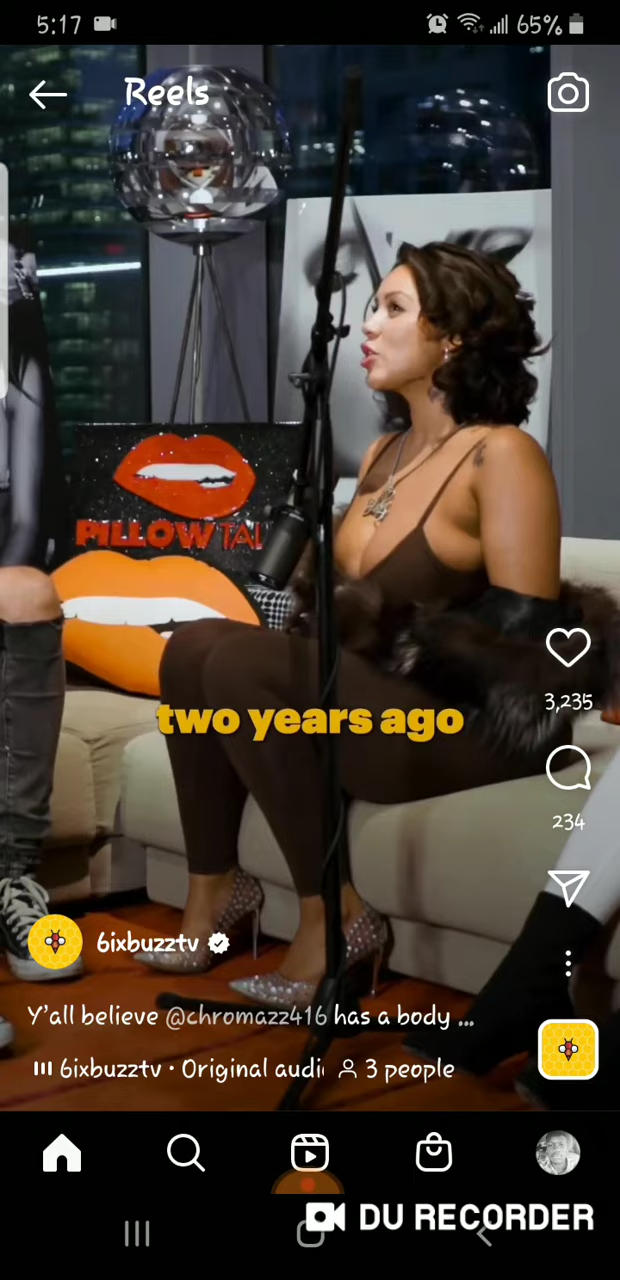 5:17
65%
Reels
PILLOW TAL
two years ago
3,235
234
6ixbuzztv
Y'all believe @chromazz416 has a body ...
6ixbuzztv · Original audi
3 people
DU RECORDER